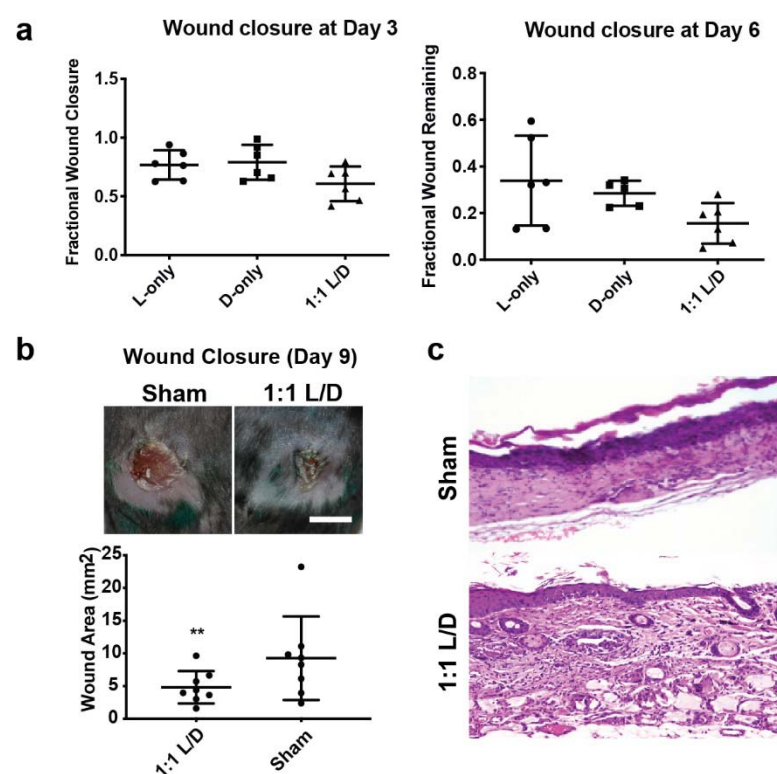 a
Wound closure at Day 3
Fractional Wound Closure
1.5
1.0
0.5
0.0
L-only
D-only
1:1 L/D
Wound closure at Day 6
Fractional Wound Remaining
0.8
0.6
0.4
0.2
0.0
L-only
D-only
1:1 L/D
b
Wound Closure (Day 9)
Sham
1:1 L/D
Wound Area (mm2)
25
20
15
10
5
0
**
1:1 L/D
Sham
c
Sham
1:1 L/D